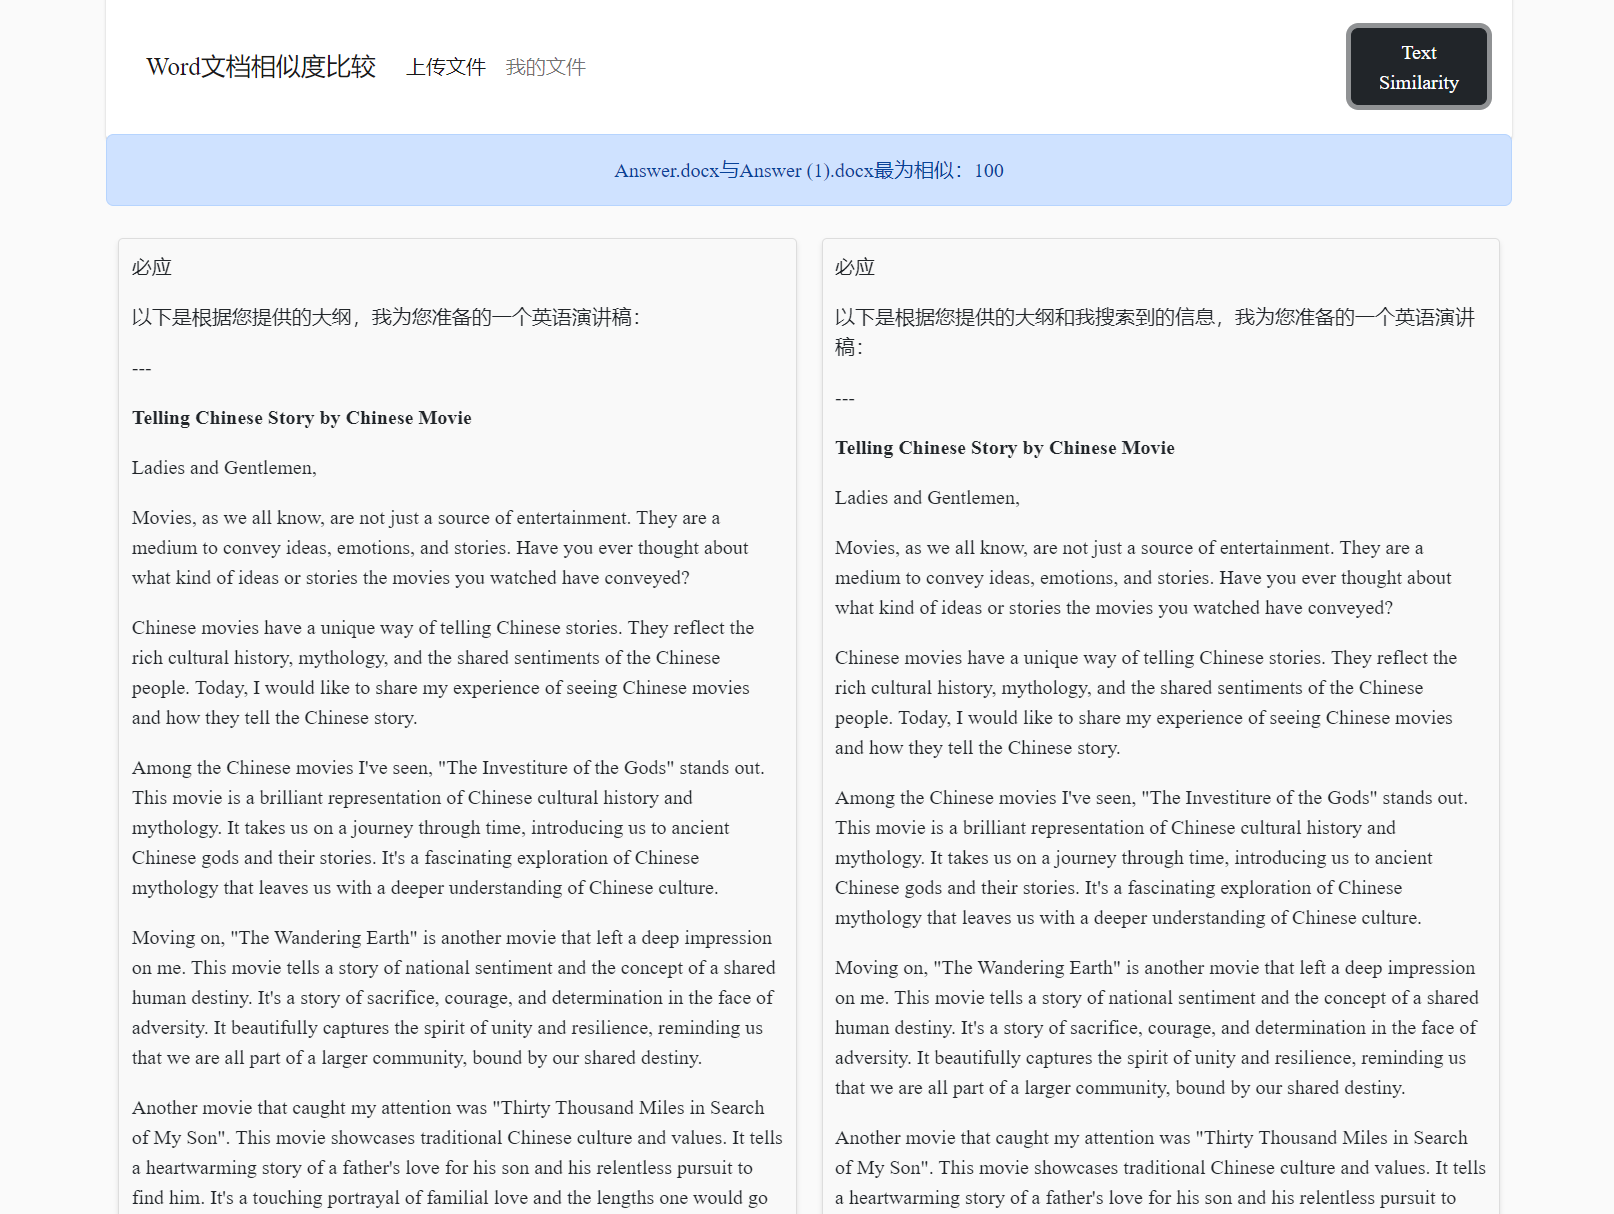 Word文档相似度比较
上传文件
我的文件
Text
Similarity
Answer.docx与Answer (1).docx最为相似：100
必应
以下是根据您提供的大纲，我为您准备的一个英语演讲稿：
---
Telling Chinese Story by Chinese Movie
Ladies and Gentlemen,
Movies, as we all know, are not just a source of entertainment. They are a
medium to convey ideas, emotions, and stories. Have you ever thought about
what kind of ideas or stories the movies you watched have conveyed?
Chinese movies have a unique way of telling Chinese stories. They reflect the
rich cultural history, mythology, and the shared sentiments of the Chinese
people. Today, I would like to share my experience of seeing Chinese movies
and how they tell the Chinese story.
Among the Chinese movies I've seen, "The Investiture of the Gods" stands out.
This movie is a brilliant representation of Chinese cultural history and
mythology. It takes us on a journey through time, introducing us to ancient
Chinese gods and their stories. It's a fascinating exploration of Chinese
mythology that leaves us with a deeper understanding of Chinese culture.
Moving on, "The Wandering Earth" is another movie that left a deep impression
on me. This movie tells a story of national sentiment and the concept of a shared
human destiny. It's a story of sacrifice, courage, and determination in the face of
adversity. It beautifully captures the spirit of unity and resilience, reminding us
that we are all part of a larger community, bound by our shared destiny.
Another movie that caught my attention was "Thirty Thousand Miles in Search
of My Son". This movie showcases traditional Chinese culture and values. It tells
a heartwarming story of a father's love for his son and his relentless pursuit to
find him. It's a touching portrayal of familial love and the lengths one would go
必应
以下是根据您提供的大纲和我搜索到的信息，我为您准备的一个英语演讲
稿：
---
Telling Chinese Story by Chinese Movie
Ladies and Gentlemen,
Movies, as we all know, are not just a source of entertainment. They are a
medium to convey ideas, emotions, and stories. Have you ever thought about
what kind of ideas or stories the movies you watched have conveyed?
Chinese movies have a unique way of telling Chinese stories. They reflect the
rich cultural history, mythology, and the shared sentiments of the Chinese
people. Today, I would like to share my experience of seeing Chinese movies
and how they tell the Chinese story.
Among the Chinese movies I've seen, "The Investiture of the Gods" stands out.
This movie is a brilliant representation of Chinese cultural history and
mythology. It takes us on a journey through time, introducing us to ancient
Chinese gods and their stories. It's a fascinating exploration of Chinese
mythology that leaves us with a deeper understanding of Chinese culture.
Moving on, "The Wandering Earth" is another movie that left a deep impression
on me. This movie tells a story of national sentiment and the concept of a shared
human destiny. It's a story of sacrifice, courage, and determination in the face of
adversity. It beautifully captures the spirit of unity and resilience, reminding us
that we are all part of a larger community, bound by our shared destiny.
Another movie that caught my attention was "Thirty Thousand Miles in Search
of My Son". This movie showcases traditional Chinese culture and values. It tells
a heartwarming story of a father's love for his son and his relentless pursuit to